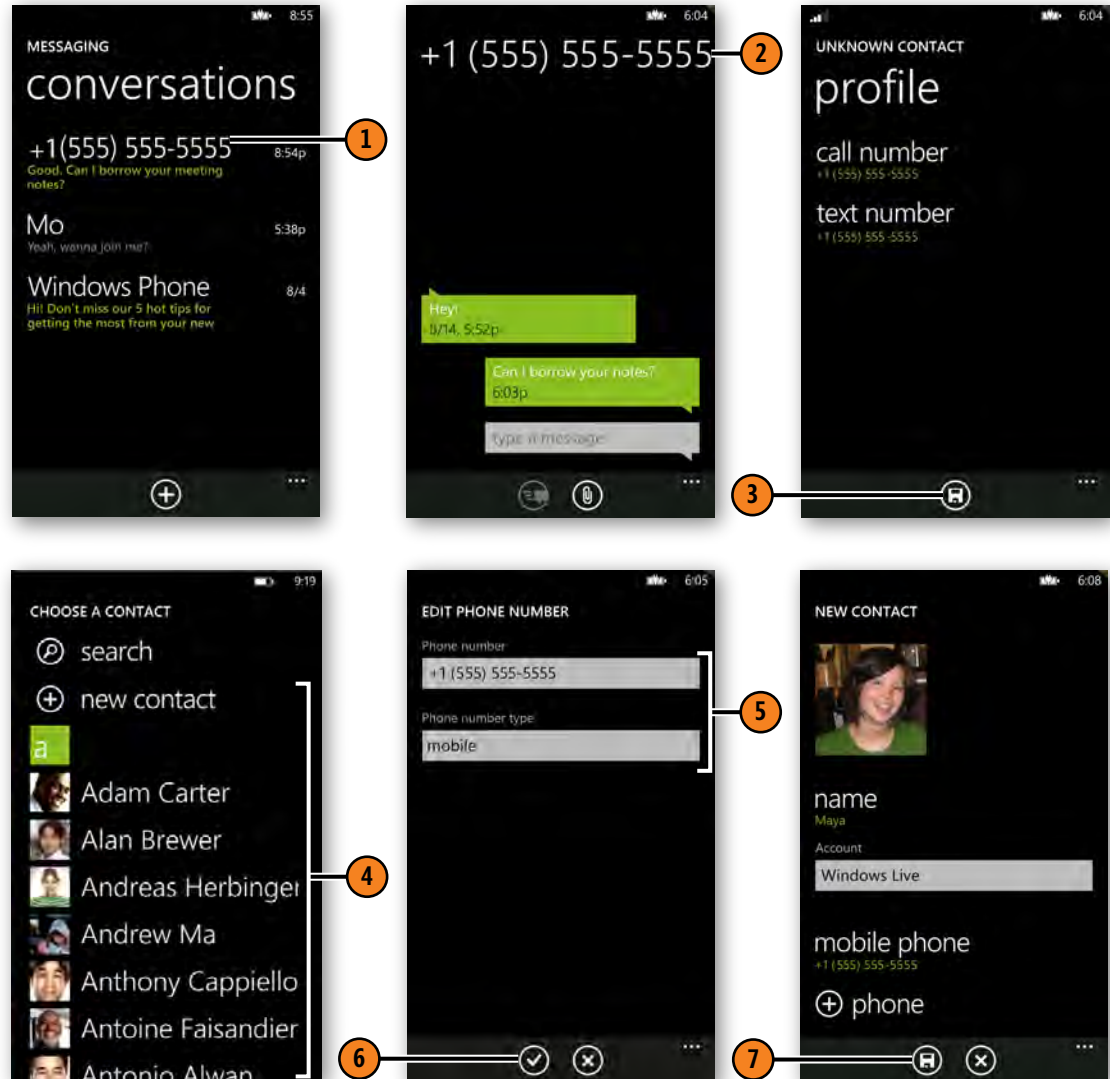 8:55
MESSAGING
conversations
+1(555) 555-5555
8:54p
Good. Can I borrow your meeting
notes?
Mo
5:38p
Yeah, wanna join me?
Windows Phone
8/4
Hi! Don't miss our 5 hot tips for
getting the most from your new
1
6:04
+1 (555) 555-5555
2
Hey!
8/14, 5:52p
Can I borrow your notes?
6:03p
type a message
6:04
UNKNOWN CONTACT
profile
call number
+1 (555) 555-5555
text number
+1 (555) 555-5555
3
9:19
CHOOSE A CONTACT
search
new contact
a
Adam Carter
Alan Brewer
Andreas Herbinger
Andrew Ma
Anthony Cappiello
Antoine Faisandier
Antonio Alwan
4
6:05
EDIT PHONE NUMBER
Phone number
+1 (555) 555-5555
Phone number type
mobile
5
6
6:08
NEW CONTACT
name
Maya
Account
Windows Live
mobile phone
+1 (555) 555-5555
phone
7